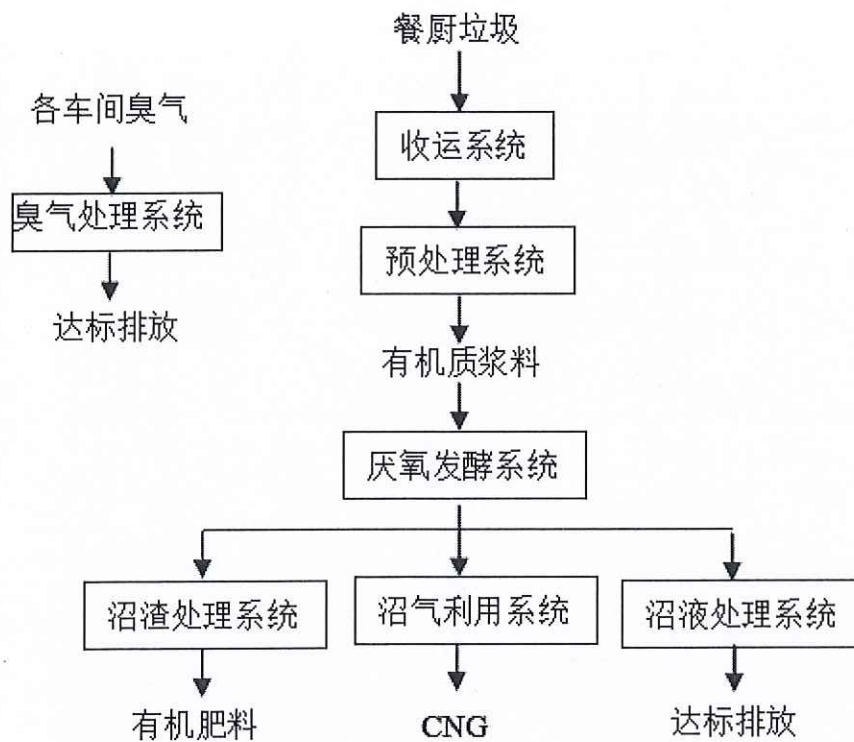 餐厨垃圾
各车间臭气
收运系统
臭气处理系统
预处理系统
达标排放
有机质浆料
厌氧发酵系统
沼渣处理系统
沼气利用系统
沼液处理系统
有机肥料
CNG
达标排放